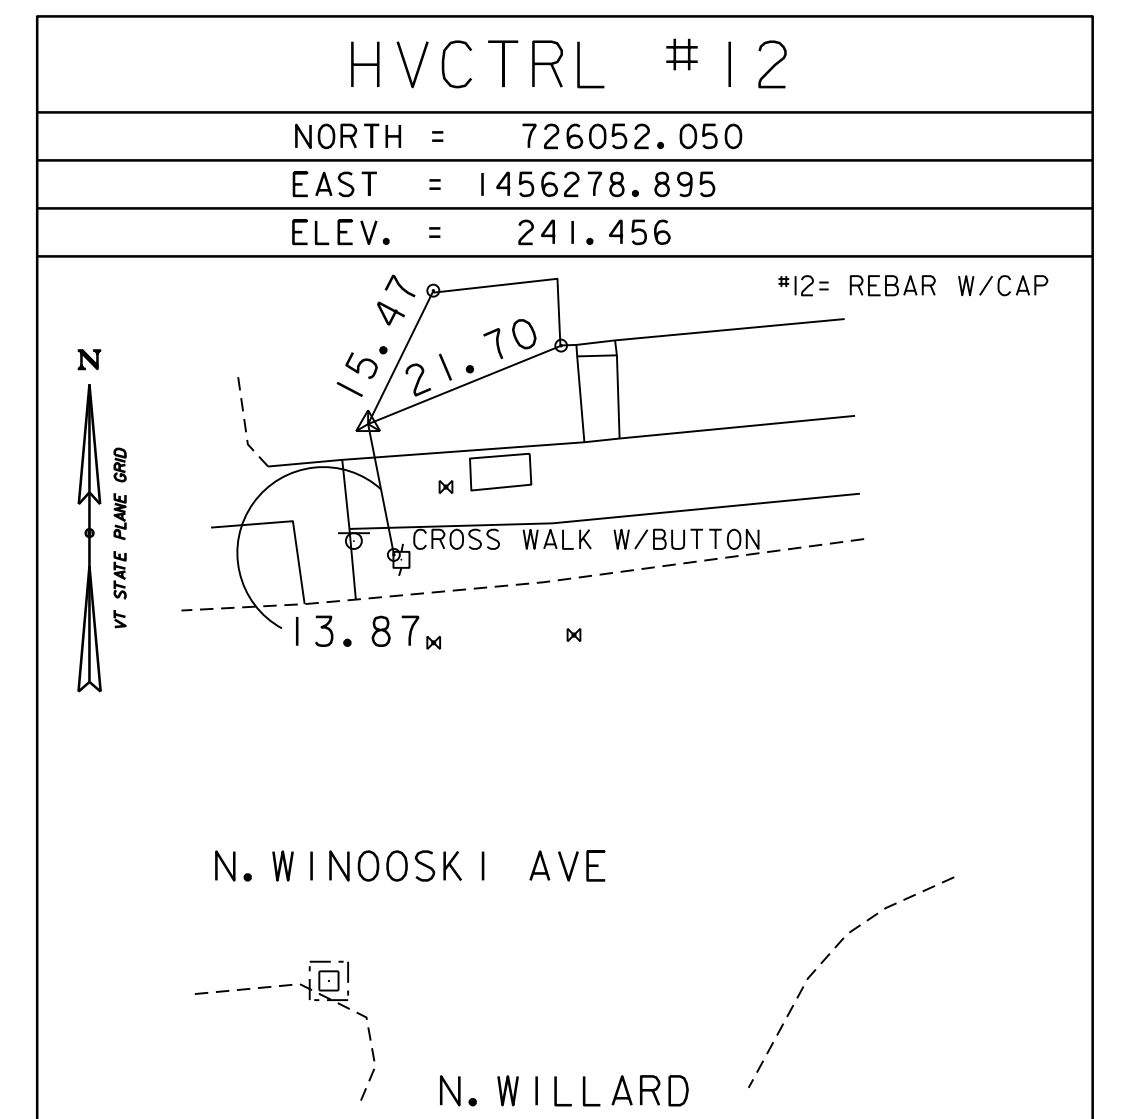 HVCTRL #12
NORTH = 726052.050
EAST = 1456278.895
ELEV. = 241.456
#12= REBAR W/CAP
15.47
21.70
N
VT STATE PLANE GRID
CROSS WALK W/BUTTON
13.87
N. WINOOSKI AVE
N. WILLARD